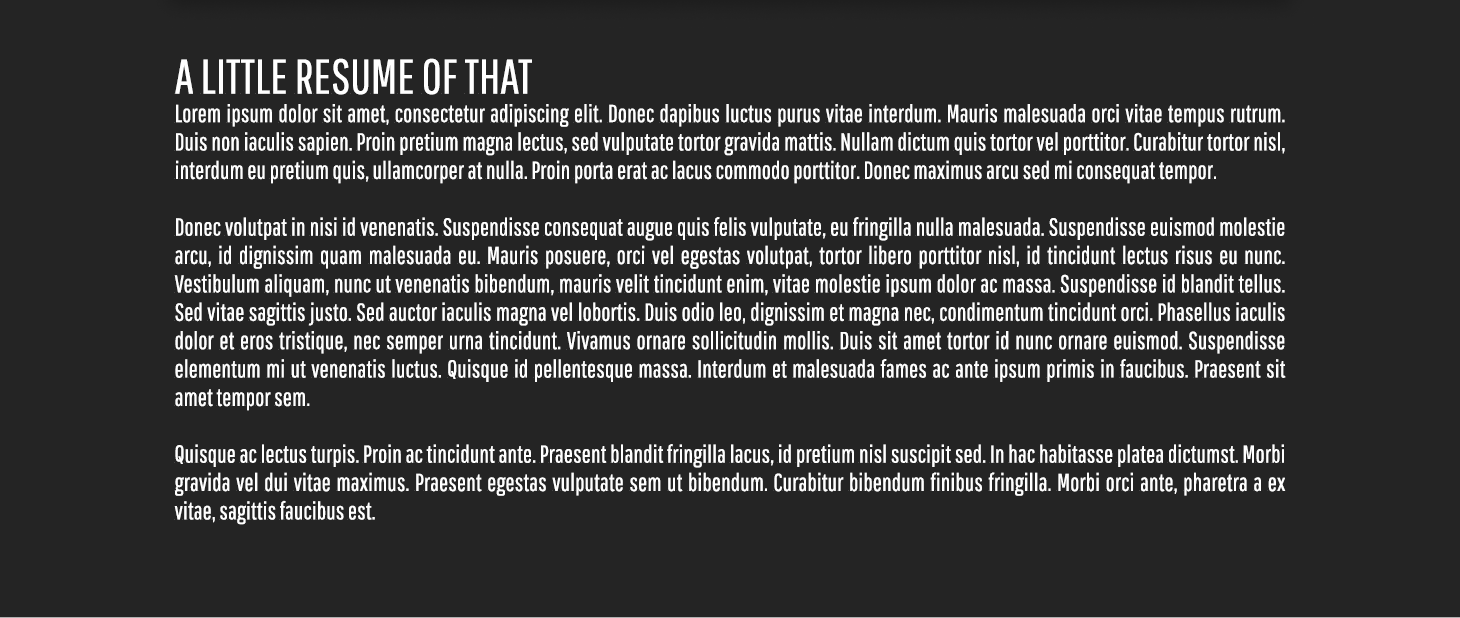 A LITTLE RESUME OF THAT
Lorem ipsum dolor sit amet, consectetur adipiscing elit. Donec dapibus luctus purus vitae interdum. Mauris malesuada orci vitae tempus rutrum.
Duis non iaculis sapien. Proin pretium magna lectus, sed vulputate tortor gravida mattis. Nullam dictum quis tortor vel porttitor. Curabitur tortor nisl,
interdum eu pretium quis, ullamcorper at nulla. Proin porta erat ac lacus commodo porttitor. Donec maximus arcu sed mi consequat tempor.
Donec volutpat in nisi id venenatis. Suspendisse consequat augue quis felis vulputate, eu fringilla nulla malesuada. Suspendisse euismod molestie
arcu, id dignissim quam malesuada eu. Mauris posuere, orci vel egestas volutpat, tortor libero porttitor nisl, id tincidunt lectus risus eu nunc.
Vestibulum aliquam, nunc ut venenatis bibendum, mauris velit tincidunt enim, vitae molestie ipsum dolor ac massa. Suspendisse id blandit tellus.
Sed vitae sagittis justo. Sed auctor iaculis magna vel lobortis. Duis odio leo, dignissim et magna nec, condimentum tincidunt orci. Phasellus iaculis
dolor et eros tristique, nec semper urna tincidunt. Vivamus ornare sollicitudin mollis. Duis sit amet tortor id nunc ornare euismod. Suspendisse
elementum mi ut venenatis luctus. Quisque id pellentesque massa. Interdum et malesuada fames ac ante ipsum primis in faucibus. Praesent sit
amet tempor sem.
Quisque ac lectus turpis. Proin ac tincidunt ante. Praesent blandit fringilla lacus, id pretium nisl suscipit sed. In hac habitasse platea dictumst. Morbi
gravida vel dui vitae maximus. Praesent egestas vulputate sem ut bibendum. Curabitur bibendum finibus fringilla. Morbi orci ante, pharetra a ex
vitae, sagittis faucibus est.